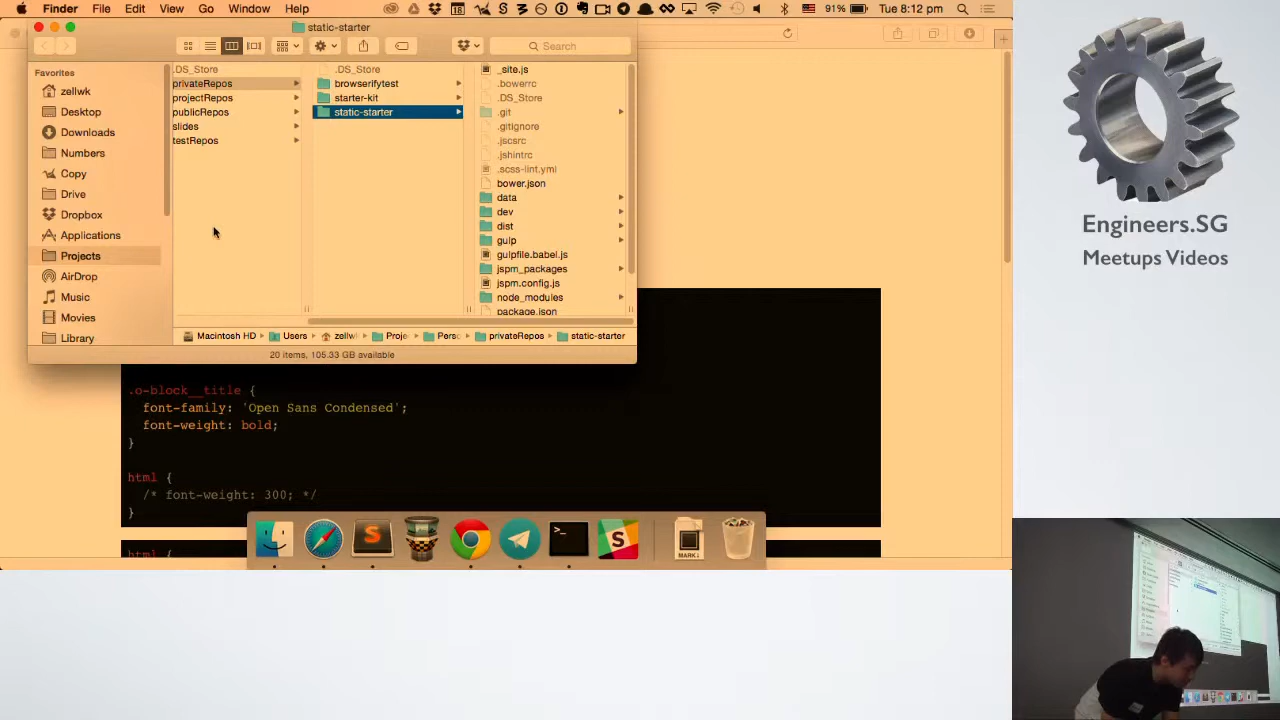 Finder File Edit View Go Window Help
18
91% Tue 8:12 pm
static-starter
Search
Favorites
zellwk
Desktop
Downloads
Numbers
Copy
Drive
Dropbox
Applications
Projects
AirDrop
Music
Movies
Library
.DS_Store
privateRepos
projectRepos
publicRepos
slides
testRepos
.DS_Store
browserifytest
starter-kit
static-starter
_site.js
.bowerrc
.DS_Store
.git
.gitignore
.jscsrc
.jshintrc
.scss-lint.yml
bower.json
data
dev
dist
gulp
gulpfile.babel.js
jspm_packages
jspm.config.js
node_modules
package.json
Macintosh HD Users zellw Proje Perso privateRepos static-starter
20 items, 105.33 GB available
.o-block__title {
font-family: 'Open Sans Condensed';
font-weight: bold;
}
html {
/* font-weight: 300; */
}
html {
MARK
Engineers.SG
Meetups Videos